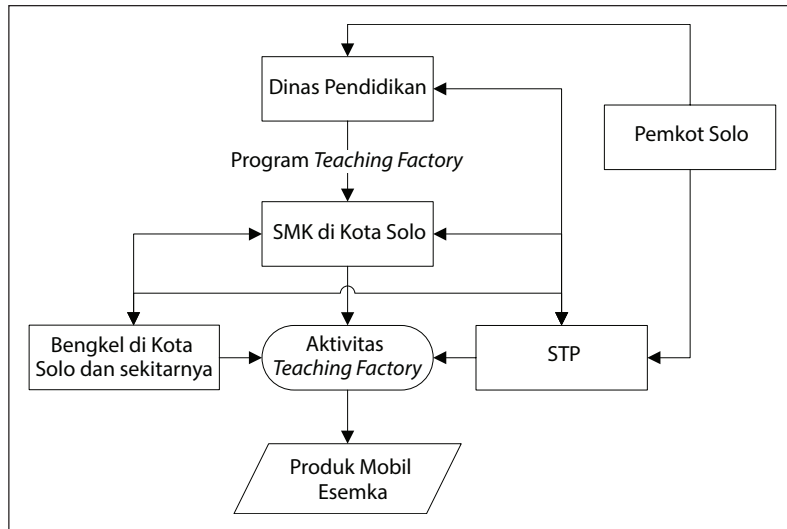 Dinas Pendidikan
Pemkot Solo
Program Teaching Factory
SMK di Kota Solo
Bengkel di Kota
Solo dan sekitarnya
Aktivitas
Teaching Factory
STP
Produk Mobil
Esemka